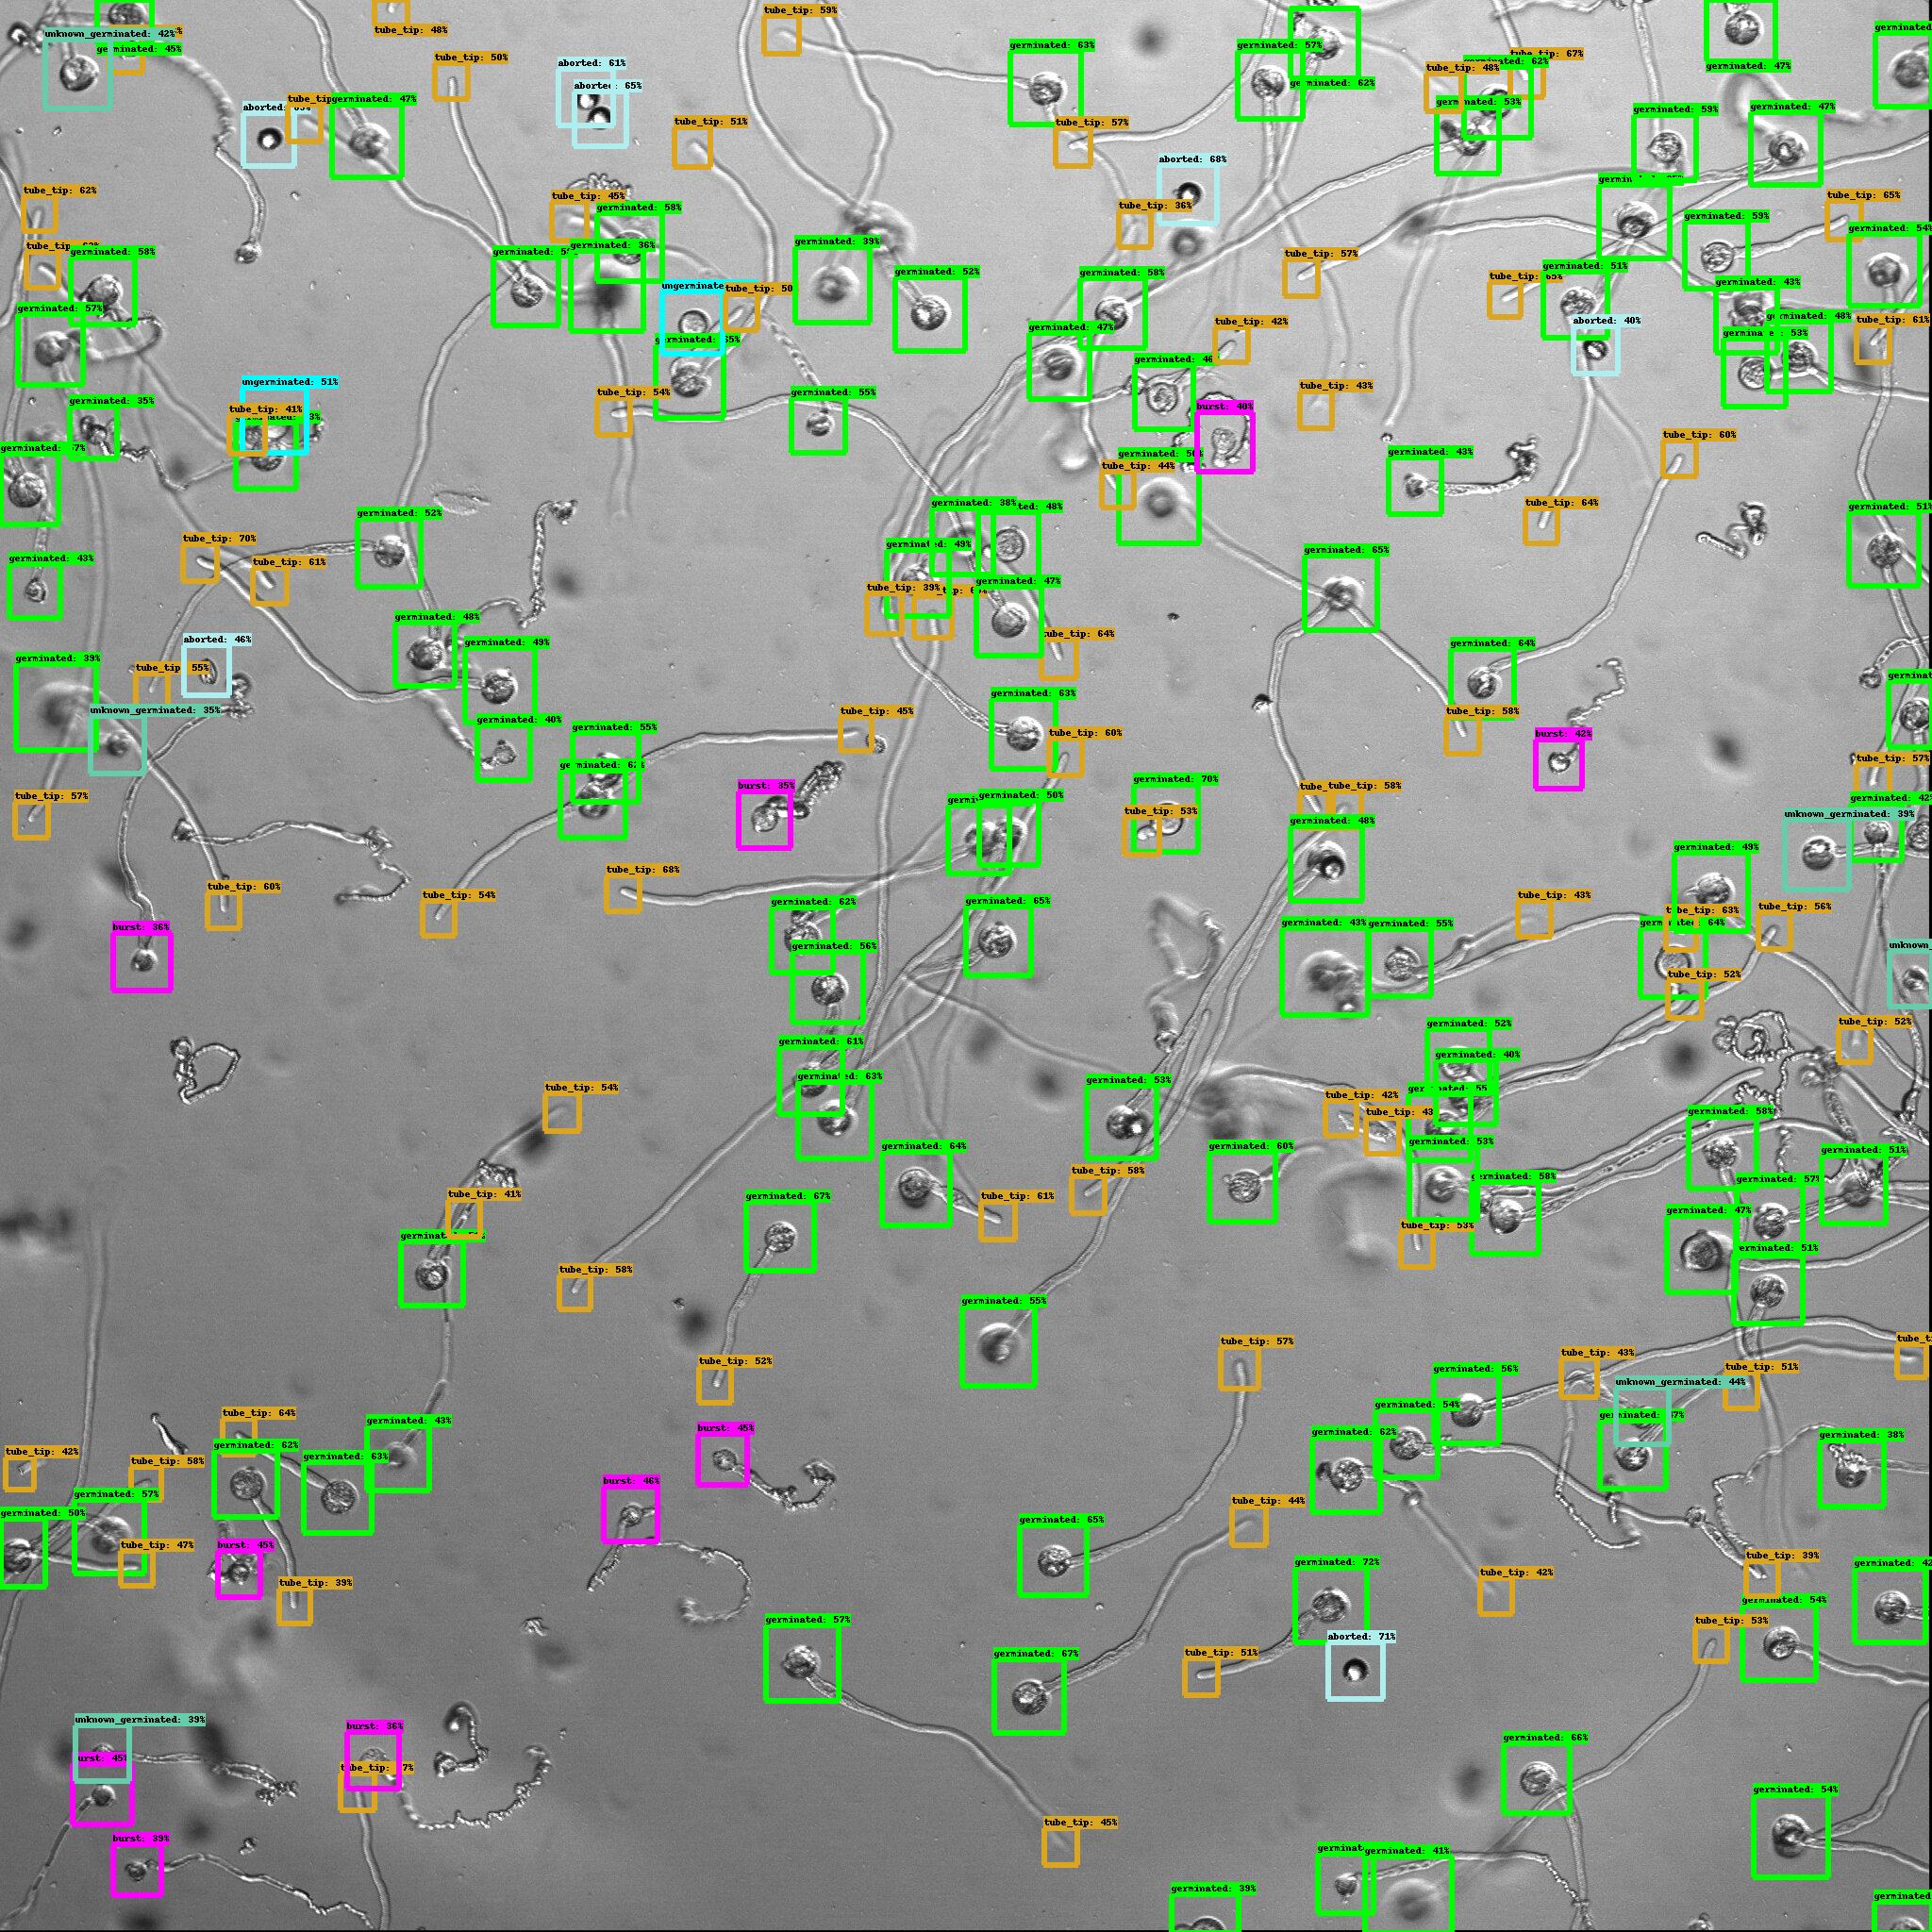 tube_tip: 59%
tube_tip: 48%
unknown_germinated: 42%
germinated: 63%
germinated: 57%
germinated: 62%
germinated: 47%
tube_tip: 67%
tube_tip: 48%
tube_tip: 50%
aborted: 61%
aborted: 65%
germinated: 47%
germinated: 53%
germinated: 59%
germinated: 47%
tube_tip: 51%
tube_tip: 57%
aborted: 68%
tube_tip: 62%
tube_tip: 45%
germinated: 58%
tube_tip: 36%
germinated: 59%
tube_tip: 65%
germinated: 58%
germinated: 36%
germinated: 39%
germinated: 52%
germinated: 58%
tube_tip: 57%
germinated: 51%
germinated: 43%
germinated: 54%
germinated: 57%
tube_tip: 50
germinated: 47%
tube_tip: 42%
aborted: 40%
germinated: 48%
tube_tip: 61%
ungerminated: 51%
tube_tip: 41%
tube_tip: 54%
germinated: 55%
tube_tip: 43%
burst: 40%
germinated: 35%
tube_tip: 44%
germinated: 43%
tube_tip: 60%
germinated: 52%
germinated: 38%
tube_tip: 64%
germinated: 51%
tube_tip: 70%
tube_tip: 61%
germinated: 43%
germinated: 47%
tube_tip: 39%
germinated: 65%
germinated: 48%
aborted: 46%
germinated: 49%
tube_tip: 64%
germinated: 64%
germinated: 39%
unknown_germinated: 35%
germinated: 40%
germinated: 55%
tube_tip: 45%
germinated: 63%
tube_tip: 60%
tube_tip: 58%
burst: 42%
tube_tip: 57%
tube_tip: 57%
burst: 35%
germinated: 50%
germinated: 70%
tube_tip: 53%
tube_tip: 58%
germinated: 48%
unknown_germinated: 39%
germinated: 49%
tube_tip: 60%
tube_tip: 54%
tube_tip: 68%
germinated: 62%
germinated: 65%
tube_tip: 43%
tube_tip: 63%
tube_tip: 56%
burst: 36%
germinated: 56%
germinated: 43%
germinated: 55%
tube_tip: 52%
germinated: 61%
germinated: 63%
germinated: 52%
germinated: 40%
tube_tip: 52%
tube_tip: 54%
germinated: 53%
tube_tip: 42%
germinated: 58%
germinated: 64%
germinated: 60%
germinated: 53%
germinated: 51%
tube_tip: 41%
germinated: 67%
tube_tip: 61%
tube_tip: 58%
germinated: 58%
germinated: 57%
germinated: 47%
tube_tip: 53%
germinated: 51%
tube_tip: 58%
germinated: 55%
tube_tip: 52%
tube_tip: 57%
germinated: 56%
tube_tip: 43%
tube_tip: 51%
unknown_germinated: 44%
tube_tip: 64%
germinated: 43%
germinated: 54%
tube_tip: 42%
tube_tip: 58%
germinated: 62%
germinated: 63%
burst: 45%
germinated: 62%
germinated: 38%
germinated: 50%
germinated: 57%
burst: 46%
germinated: 65%
tube_tip: 44%
tube_tip: 47%
burst: 45%
tube_tip: 39%
germinated: 72%
tube_tip: 42%
tube_tip: 39%
germinated: 54%
germinated: 57%
germinated: 67%
tube_tip: 51%
aborted: 71%
tube_tip: 53%
unknown_germinated: 39%
burst: 36%
germinated: 66%
germinated: 54%
burst: 39%
tube_tip: 45%
germinated: 41%
germinated: 39%